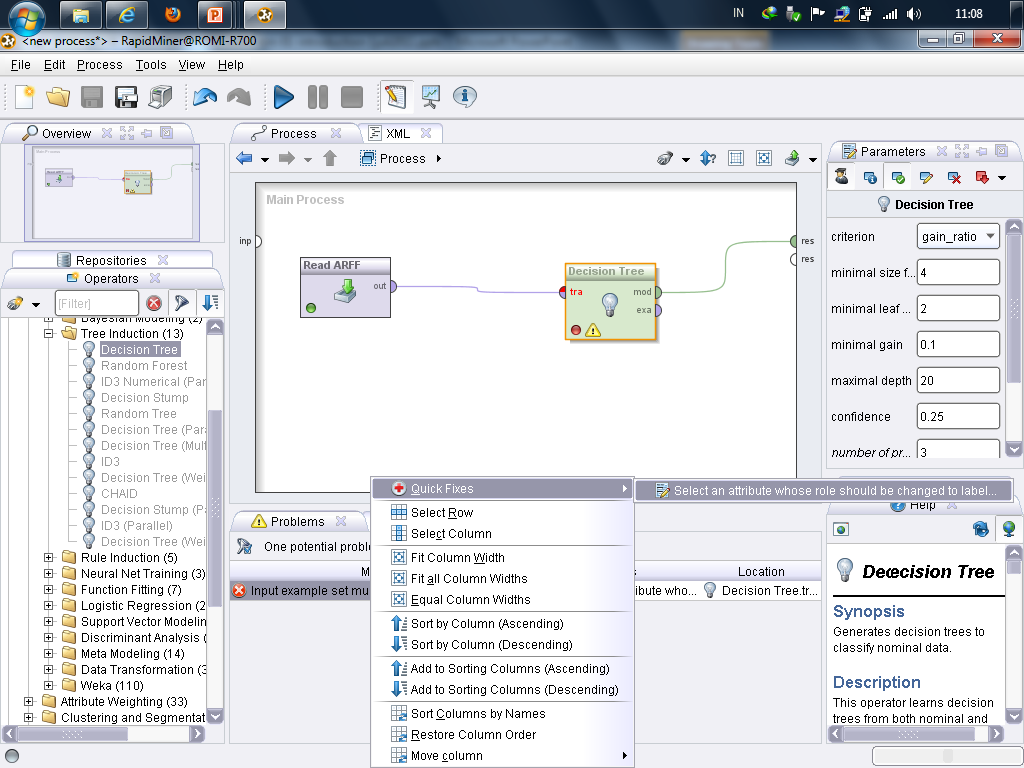 IN
11:08
<new process*> – RapidMiner@ROMI-R700
File Edit Process Tools View Help
Overview
Main Process
Repositories
Operators
[Filter]
Bayesian Modeling (2)
Tree Induction (13)
Decision Tree
Random Forest
ID3 Numerical (Par
Decision Stump
Random Tree
Decision Tree (Para
Decision Tree (Mult
ID3
Decision Tree (Wei
CHAID
Decision Stump (Pa
ID3 (Parallel)
Decision Tree (Wei
Rule Induction (5)
Neural Net Training (3)
Function Fitting (7)
Logistic Regression (2
Support Vector Modelin
Discriminant Analysis (
Meta Modeling (14)
Data Transformation (3
Weka (110)
Attribute Weighting (33)
Clustering and Segmentat
Process XML
Process
Main Process
inp
Read ARFF
out
Decision Tree
tra
mod
exa
res
res
Problems
One potential proble
M
s
Location
Input example set mu
ibute who...
Decision Tree.tr...
Quick Fixes
Select an attribute whose role should be changed to label...
Select Row
Select Column
Fit Column Width
Fit all Column Widths
Equal Column Widths
Sort by Column (Ascending)
Sort by Column (Descending)
Add to Sorting Columns (Ascending)
Add to Sorting Columns (Descending)
Sort Columns by Names
Restore Column Order
Move column
Parameters
Decision Tree
criterion gain_ratio
minimal size f... 4
minimal leaf ... 2
minimal gain 0.1
maximal depth 20
confidence 0.25
number of pr... 3
Help
Decision Tree
Synopsis
Generates decision trees to
classify nominal data.
Description
This operator learns decision
trees from both nominal and